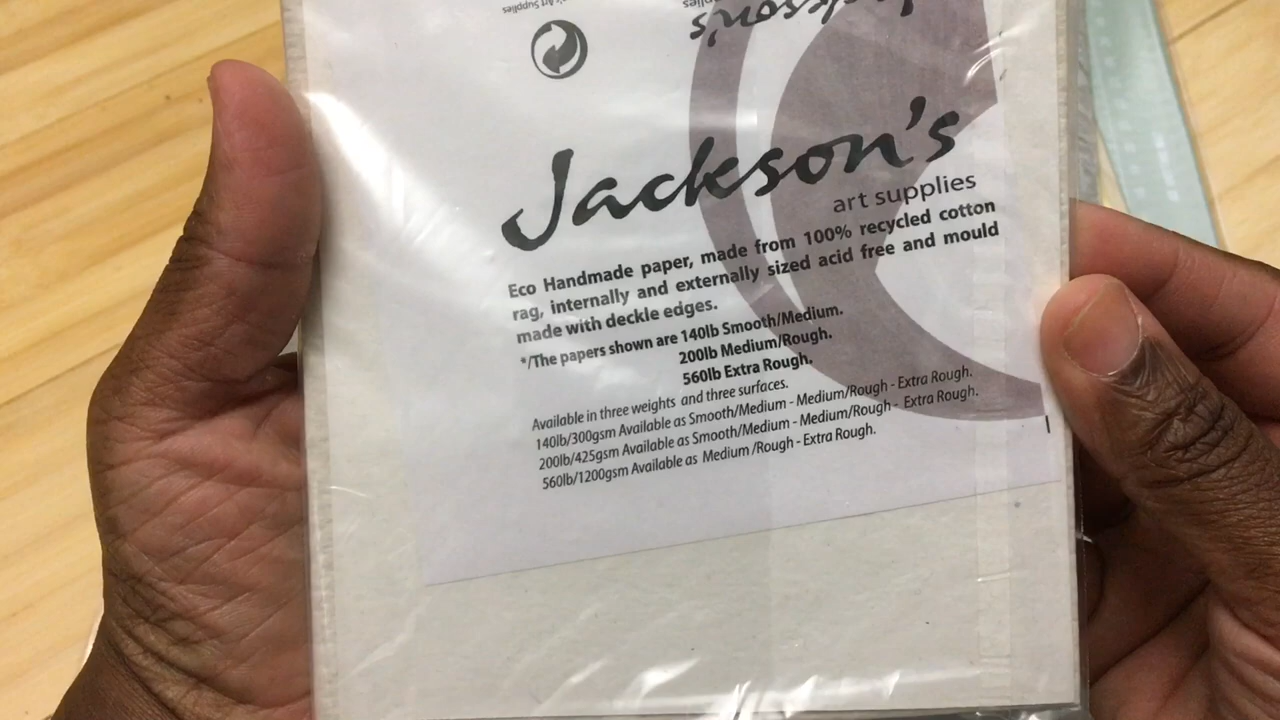 Art Supplies
Jackson's
Jackson's
art supplies
Eco Handmade paper, made from 100% recycled cotton
rag, internally and externally sized acid free and mould
made with deckle edges.
*/The papers shown are 140lb Smooth/Medium.
200lb Medium/Rough.
560lb Extra Rough.
Available in three weights and three surfaces.
140lb/300gsm Available as Smooth/Medium - Medium/Rough - Extra Rough.
200lb/425gsm Available as Smooth/Medium - Medium/Rough - Extra Rough.
560lb/1200gsm Available as Medium /Rough - Extra Rough.